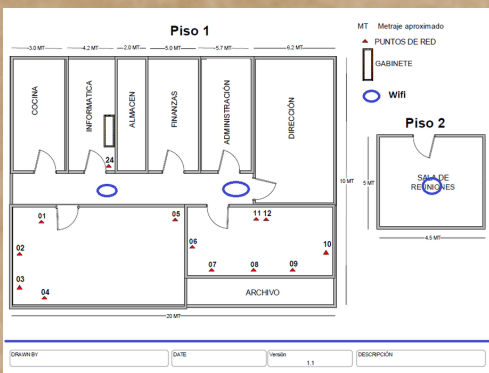 Piso 1
MT Metraje aproximado
PUNTOS DE RED
GABINETE
Wifi
3.0 MT
4.2 MT
2.0 MT
5.0 MT
5.7 MT
6.2 MT
COCINA
INFORMATICA
ALMACEN
FINANZAS
ADMINISTRACIÓN
DIRECCIÓN
24
10 MT
Piso 2
SALA DE
REUNIONES
5 MT
4.5 MT
01
05
11 12
02
06
10
03
04
07
08
09
ARCHIVO
20 MT
DRAWN BY
DATE
Versión
1.1
DESCRIPCIÓN